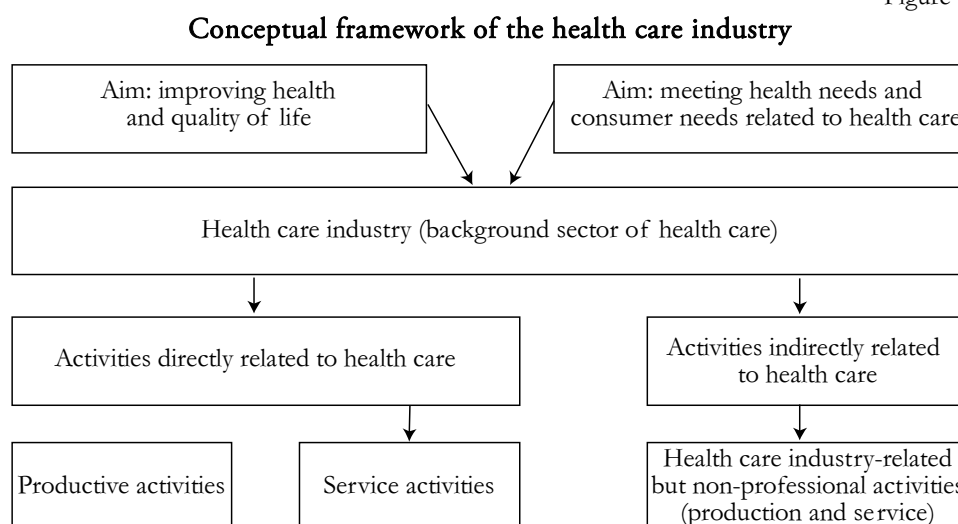 Figure
Conceptual framework of the health care industry
Aim: improving health
and quality of life
Aim: meeting health needs and
consumer needs related to health care
Health care industry (background sector of health care)
Activities directly related to health care
Activities indirectly related
to health care
Productive activities
Service activities
Health care industry-related
but non-professional activities
(production and service)